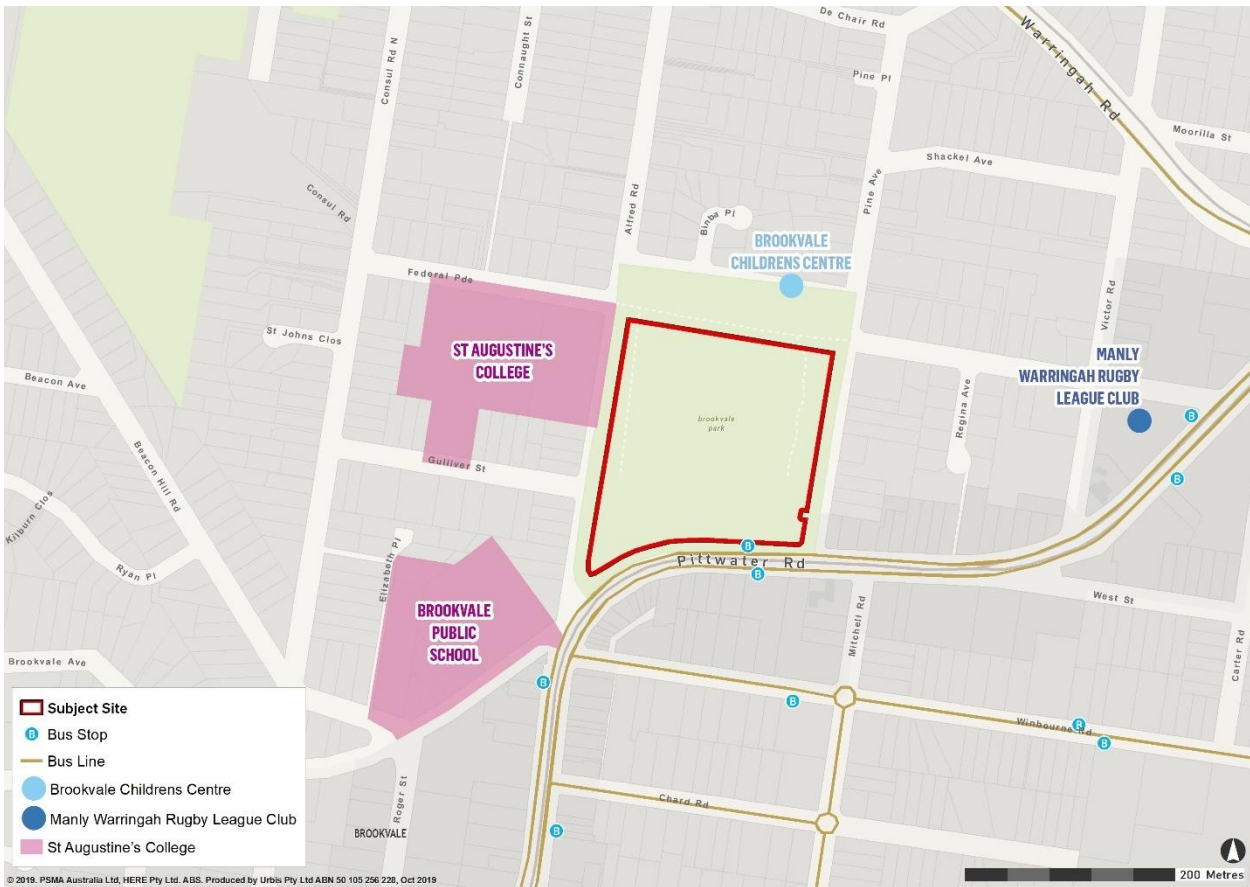 De Chair Rd
Warringah Rd
Consul Rd N
Connaught St
Pine Pl
Moorilla St
Shackel Ave
Consul Rd
Alfred Rd
Binba Pl
Pine Ave
BROOKVALE
CHILDRENS CENTRE
Federal Pde
Victor Rd
St Johns Clos
ST AUGUSTINE'S
COLLEGE
MANLY
WARRINGAH RUGBY
LEAGUE CLUB
Beacon Ave
brookvale
park
Regina Ave
B
B
Beacon Hill Rd
Gulliver St
Kilburn Clos
Ryan Pl
Elizabeth Pl
B
Pittwater Rd
B
West St
BROOKVALE
PUBLIC
SCHOOL
Mitchell Rd
Carter Rd
Brookvale Ave
B
B
Winbourne Rd
B
B
Subject Site
B Bus Stop
Bus Line
Brookvale Childrens Centre
Manly Warringah Rugby League Club
St Augustine's College
Roger St
BROOKVALE
Chard Rd
B
200 Metres
© 2019. PSMA Australia Ltd, HERE Pty Ltd. ABS. Produced by Urbis Pty Ltd ABN 50 105 256 228, Oct 2019